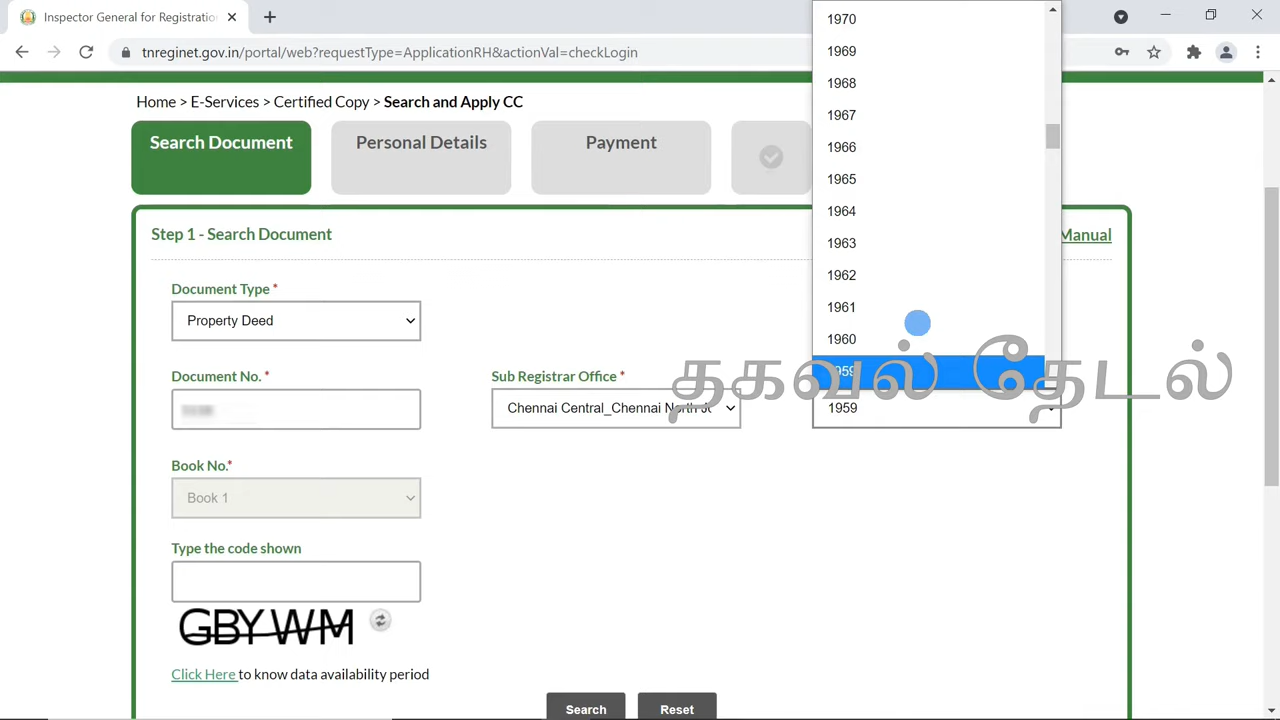 Inspector General for Registratio
tnreginet.gov.in/portal/web?requestType=ApplicationRH&actionVal=checkLogin
Home > E-Services > Certified Copy > Search and Apply CC
Search Document
Personal Details
Payment
Step 1 - Search Document
Manual
Document Type *
Property Deed
Document No. *
Sub Registrar Office *
Chennai Central_Chennai North
1970
1969
1968
1967
1966
1965
1964
1963
1962
1961
1960
1959
1959
தகவல் தேடல்
Book No.*
Book 1
Type the code shown
GBYWM
Click Here to know data availability period
Search
Reset